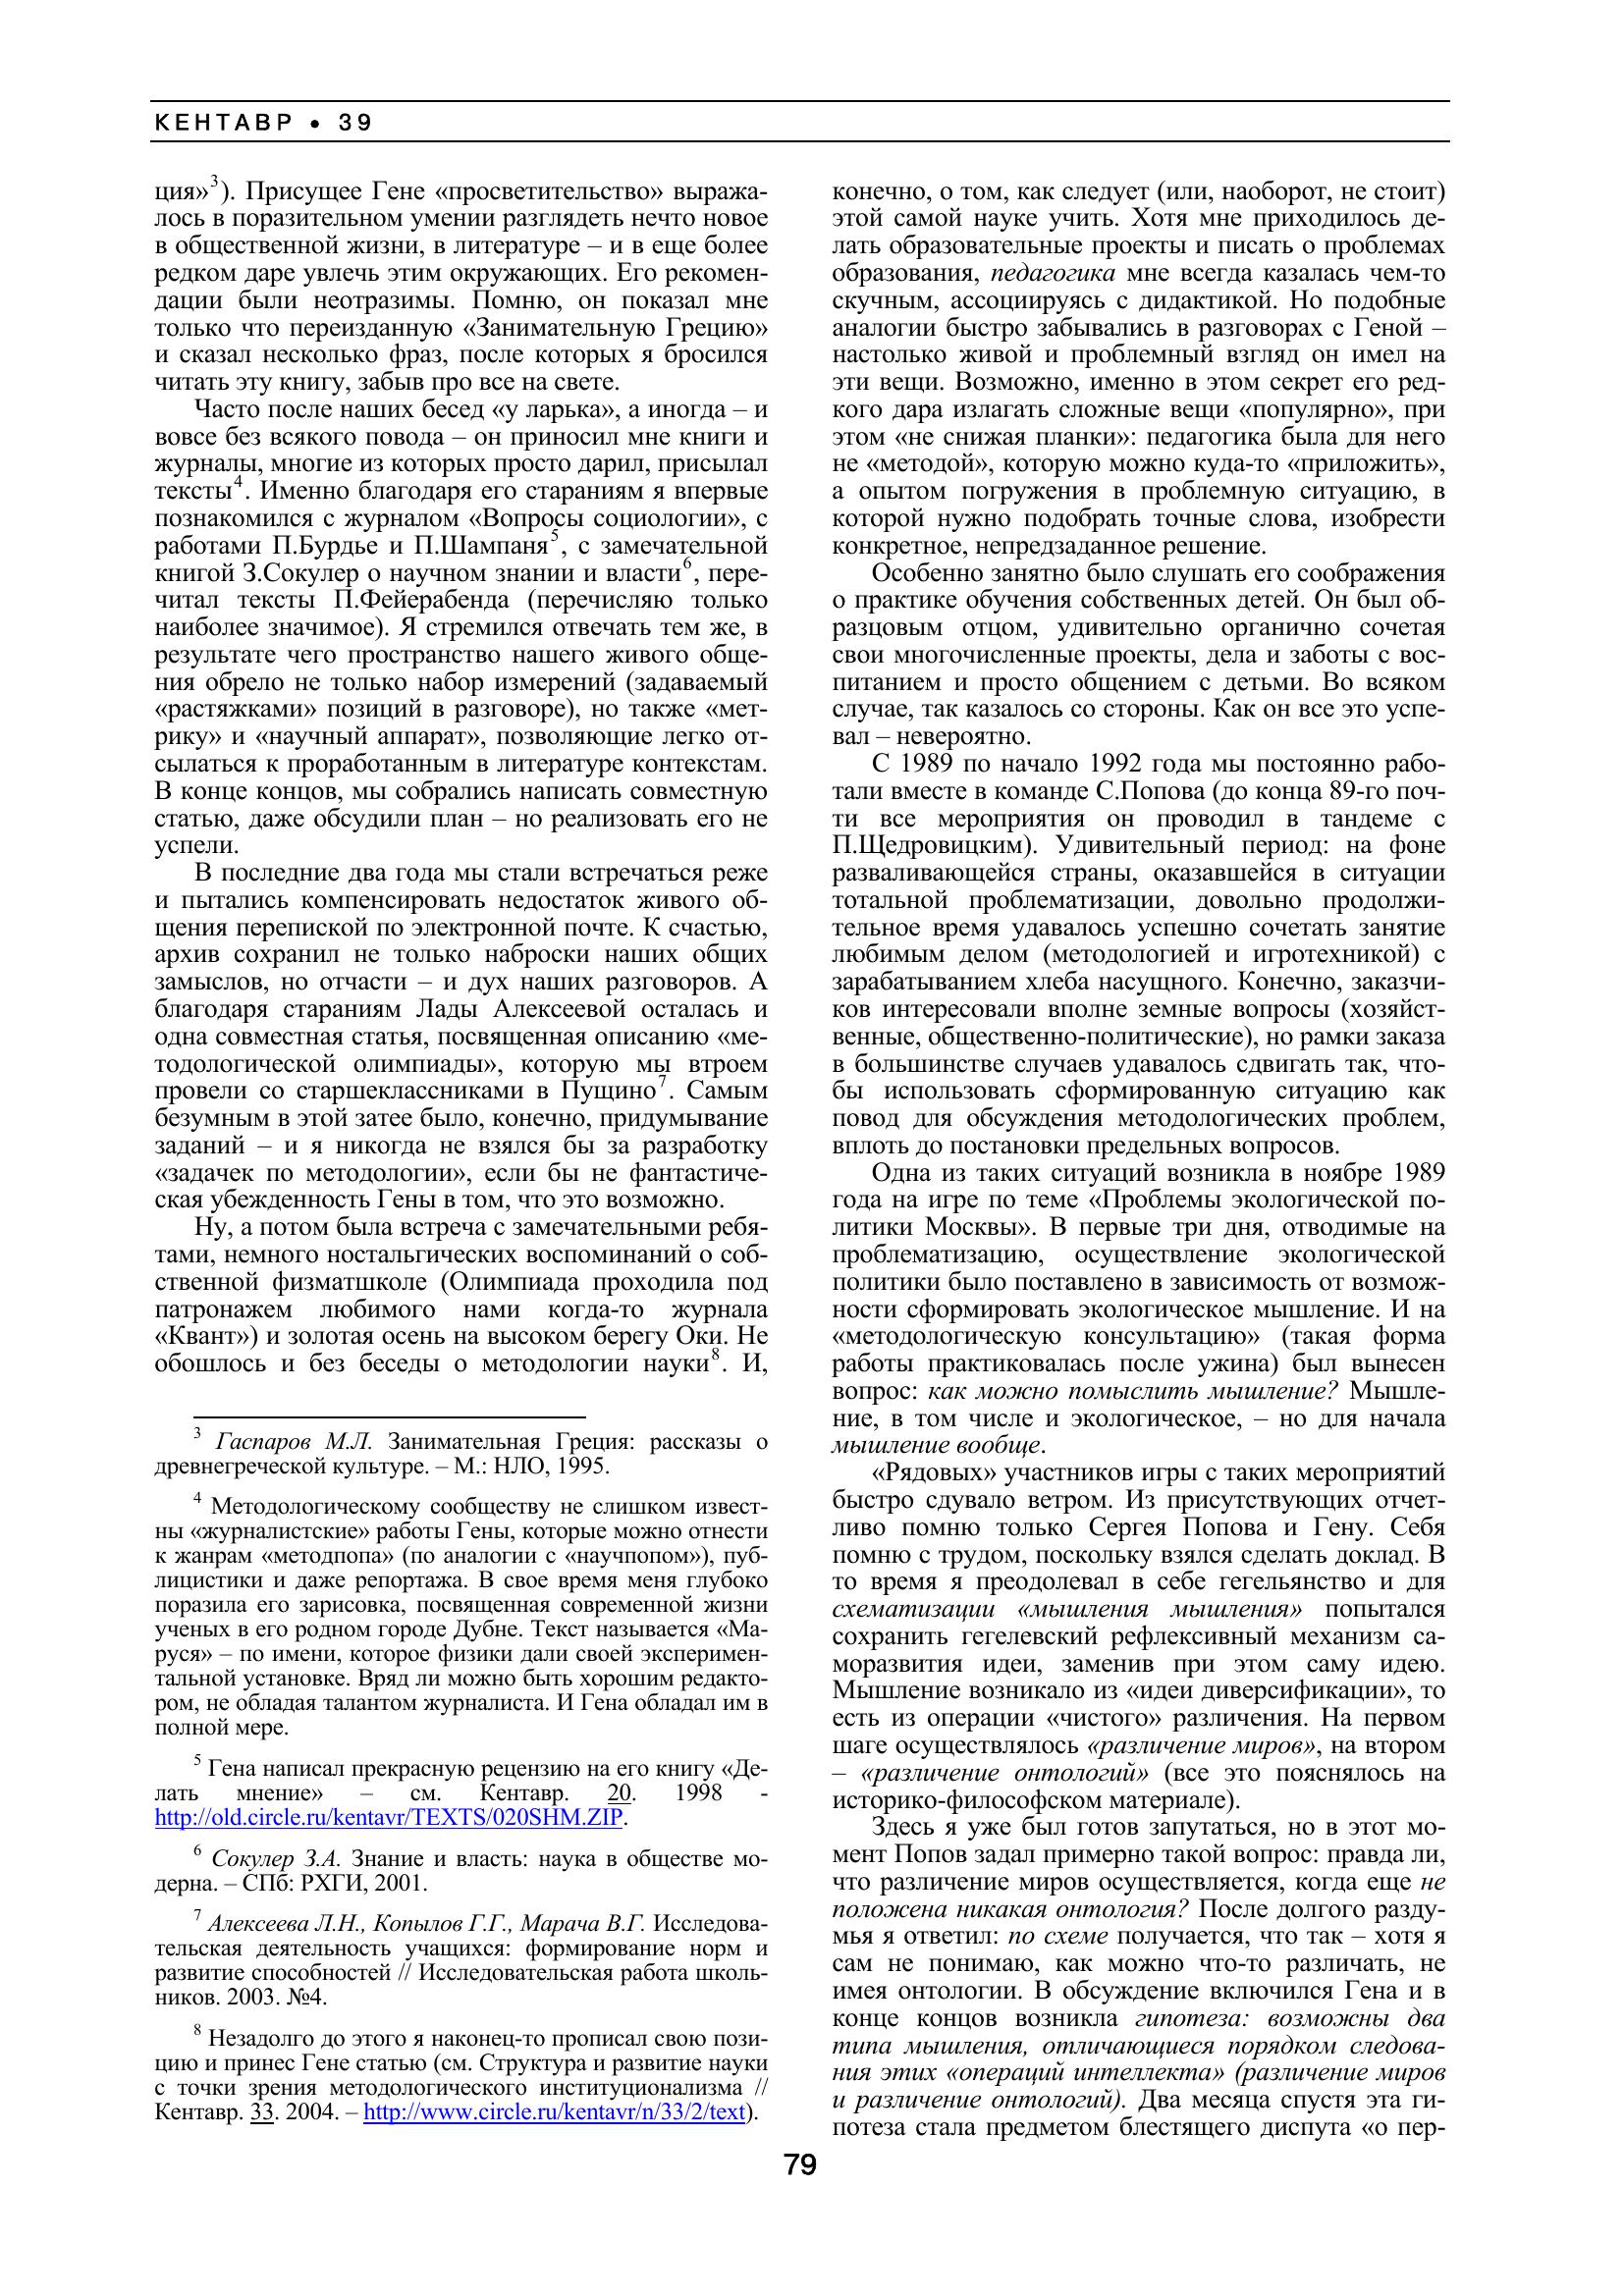 КЕНТАВР • 39
ция»3). Присущее Гене «просветительство» выража-
лось в поразительном умении разглядеть нечто новое
в общественной жизни, в литературе – и в еще более
редком даре увлечь этим окружающих. Его рекомен-
дации были неотразимы. Помню, он показал мне
только что переизданную «Занимательную Грецию»
и сказал несколько фраз, после которых я бросился
читать эту книгу, забыв про все на свете.
Часто после наших бесед «у ларька», а иногда – и
вовсе без всякого повода – он приносил мне книги и
журналы, многие из которых просто дарил, присылал
тексты4. Именно благодаря его стараниям я впервые
познакомился с журналом «Вопросы социологии», с
работами П.Бурдье и П.Шампаня5, с замечательной
книгой З.Сокулер о научном знании и власти6, пере-
читал тексты П.Фейерабенда (перечисляю только
наиболее значимое). Я стремился отвечать тем же, в
результате чего пространство нашего живого обще-
ния обрело не только набор измерений (задаваемый
«растяжками» позиций в разговоре), но также «мет-
рику» и «научный аппарат», позволяющие легко от-
сылаться к проработанным в литературе контекстам.
В конце концов, мы собрались написать совместную
статью, даже обсудили план – но реализовать его не
успели.
В последние два года мы стали встречаться реже
и пытались компенсировать недостаток живого об-
щения перепиской по электронной почте. К счастью,
архив сохранил не только наброски наших общих
замыслов, но отчасти – и дух наших разговоров. А
благодаря стараниям Лады Алексеевой осталась и
одна совместная статья, посвященная описанию «ме-
тодологической олимпиады», которую мы втроем
провели со старшеклассниками в Пущино7. Самым
безумным в этой затее было, конечно, придумывание
заданий – и я никогда не взялся бы за разработку
«задачек по методологии», если бы не фантастиче-
ская убежденность Гены в том, что это возможно.
Ну, а потом была встреча с замечательными ребя-
тами, немного ностальгических воспоминаний о соб-
ственной физматшколе (Олимпиада проходила под
патронажем любимого нами когда-то журнала
«Квант») и золотая осень на высоком берегу Оки. Не
обошлось и без беседы о методологии науки8. И,
3 Гаспаров М.Л. Занимательная Греция: рассказы о
древнегреческой культуре. – М.: НЛО, 1995.
4 Методологическому сообществу не слишком извест-
ны «журналистские» работы Гены, которые можно отнести
к жанрам «методпопа» (по аналогии с «научпопом»), пуб-
лицистики и даже репортажа. В свое время меня глубоко
поразила его зарисовка, посвященная современной жизни
ученых в его родном городе Дубне. Текст называется «Ма-
руся» – по имени, которое физики дали своей эксперимен-
тальной установке. Вряд ли можно быть хорошим редакто-
ром, не обладая талантом журналиста. И Гена обладал им в
полной мере.
5 Гена написал прекрасную рецензию на его книгу «Де-
лать мнение» – см. Кентавр. 20. 1998 -
http://old.circle.ru/kentavr/TEXTS/020SHM.ZIP.
6 Сокулер З.А. Знание и власть: наука в обществе мо-
дерна. – СПб: РХГИ, 2001.
7 Алексеева Л.Н., Копылов Г.Г., Марача В.Г. Исследова-
тельская деятельность учащихся: формирование норм и
развитие способностей // Исследовательская работа школь-
ников. 2003. №4.
8 Незадолго до этого я наконец-то прописал свою пози-
цию и принес Гене статью (см. Структура и развитие науки
с точки зрения методологического институционализма //
Кентавр. 33. 2004. – http://www.circle.ru/kentavr/n/33/2/text).
конечно, о том, как следует (или, наоборот, не стоит)
этой самой науке учить. Хотя мне приходилось де-
лать образовательные проекты и писать о проблемах
образования, педагогика мне всегда казалась чем-то
скучным, ассоциируясь с дидактикой. Но подобные
аналогии быстро забывались в разговорах с Геной –
настолько живой и проблемный взгляд он имел на
эти вещи. Возможно, именно в этом секрет его ред-
кого дара излагать сложные вещи «популярно», при
этом «не снижая планки»: педагогика была для него
не «методой», которую можно куда-то «приложить»,
а опытом погружения в проблемную ситуацию, в
которой нужно подобрать точные слова, изобрести
конкретное, непредзаданное решение.
Особенно занятно было слушать его соображения
о практике обучения собственных детей. Он был об-
разцовым отцом, удивительно органично сочетая
свои многочисленные проекты, дела и заботы с вос-
питанием и просто общением с детьми. Во всяком
случае, так казалось со стороны. Как он все это успе-
вал – невероятно.
С 1989 по начало 1992 года мы постоянно рабо-
тали вместе в команде С.Попова (до конца 89-го поч-
ти все мероприятия он проводил в тандеме с
П.Щедровицким). Удивительный период: на фоне
разваливающейся страны, оказавшейся в ситуации
тотальной проблематизации, довольно продолжи-
тельное время удавалось успешно сочетать занятие
любимым делом (методологией и игротехникой) с
зарабатыванием хлеба насущного. Конечно, заказчи-
ков интересовали вполне земные вопросы (хозяйст-
венные, общественно-политические), но рамки заказа
в большинстве случаев удавалось сдвигать так, что-
бы использовать сформированную ситуацию как
повод для обсуждения методологических проблем,
вплоть до постановки предельных вопросов.
Одна из таких ситуаций возникла в ноябре 1989
года на игре по теме «Проблемы экологической по-
литики Москвы». В первые три дня, отводимые на
проблематизацию, осуществление экологической
политики было поставлено в зависимость от возмож-
ности сформировать экологическое мышление. И на
«методологическую консультацию» (такая форма
работы практиковалась после ужина) был вынесен
вопрос: как можно помыслить мышление? Мышле-
ние, в том числе и экологическое, – но для начала
мышление вообще.
«Рядовых» участников игры с таких мероприятий
быстро сдувало ветром. Из присутствующих отчет-
ливо помню только Сергея Попова и Гену. Себя
помню с трудом, поскольку взялся сделать доклад. В
то время я преодолевал в себе гегельянство и для
схематизации «мышления мышления» попытался
сохранить гегелевский рефлексивный механизм са-
моразвития идеи, заменив при этом саму идею.
Мышление возникало из «идеи диверсификации», то
есть из операции «чистого» различения. На первом
шаге осуществлялось «различение миров», на втором
– «различение онтологий» (все это пояснялось на
историко-философском материале).
Здесь я уже был готов запутаться, но в этот мо-
мент Попов задал примерно такой вопрос: правда ли,
что различение миров осуществляется, когда еще не
положена никакая онтология? После долгого разду-
мья я ответил: по схеме получается, что так – хотя я
сам не понимаю, как можно что-то различать, не
имея онтологии. В обсуждение включился Гена и в
конце концов возникла гипотеза: возможны два
типа мышления, отличающиеся порядком следова-
ния этих «операций интеллекта» (различение миров
и различение онтологий). Два месяца спустя эта ги-
потеза стала предметом блестящего диспута «о пер-
79